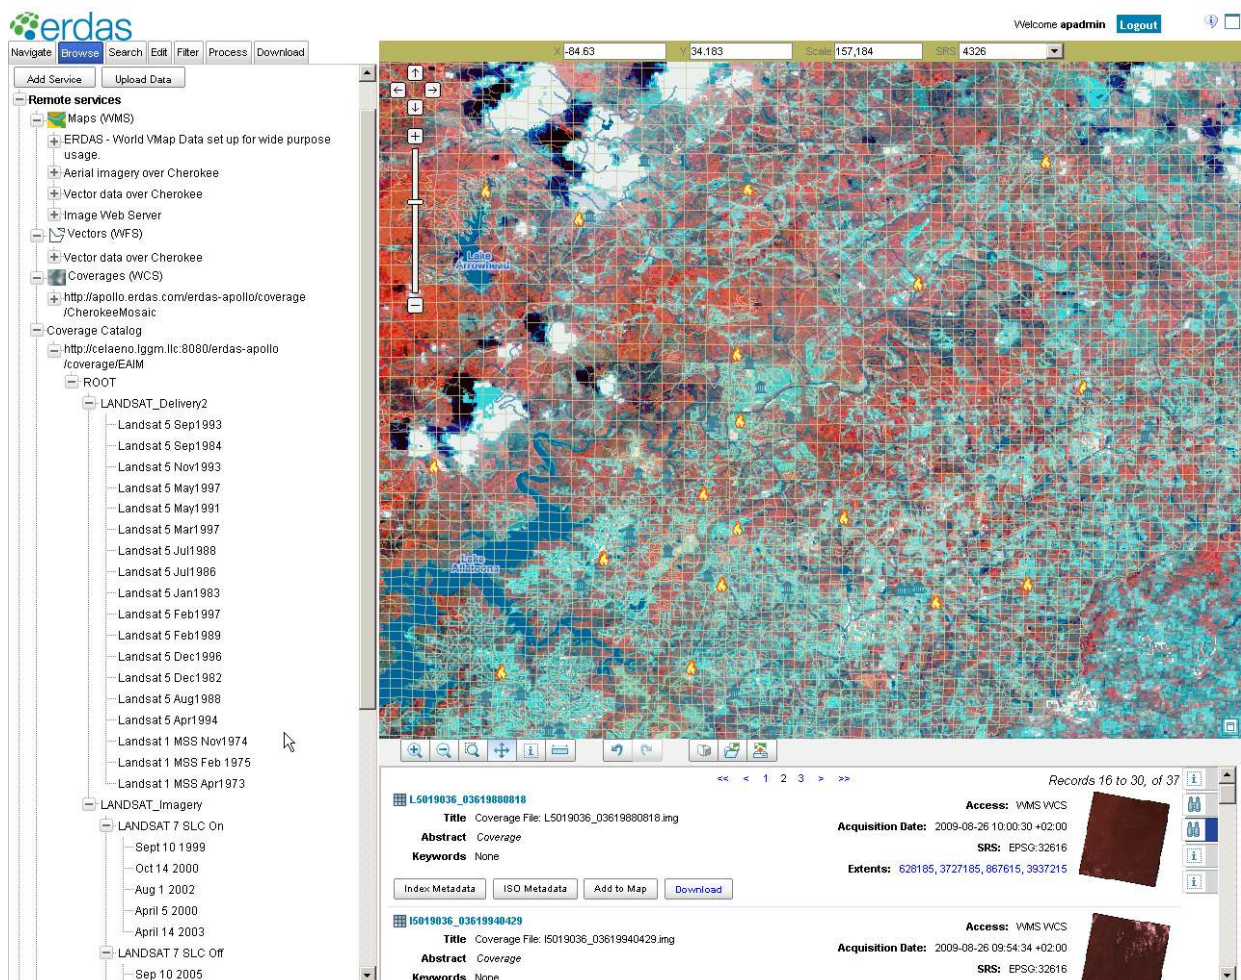 erdas
Welcome apadmin Logout
Navigate Browse Search Edit Filter Process Download
X -84.63 Y 34.183 Scale 157,184 SRS 4326
Add Service Upload Data
Remote services
Maps (WMS)
ERDAS - World VMap Data set up for wide purpose
usage.
Aerial imagery over Cherokee
Vector data over Cherokee
Image Web Server
Vectors (WFS)
Vector data over Cherokee
Coverages (WCS)
http://apollo.erdas.com/erdas-apollo/coverage
/CherokeeMosaic
Coverage Catalog
http://celaeno.lggm.llc:8080/erdas-apollo
/coverage/EAIM
ROOT
LANDSAT_Delivery2
Landsat 5 Sep1993
Landsat 5 Sep1984
Landsat 5 Nov1993
Landsat 5 May1997
Landsat 5 May1991
Landsat 5 Mar1997
Landsat 5 Jul1988
Landsat 5 Jul1986
Landsat 5 Jan1983
Landsat 5 Feb1997
Landsat 5 Feb1989
Landsat 5 Dec1996
Landsat 5 Dec1982
Landsat 5 Aug1988
Landsat 5 Apr1994
Landsat 1 MSS Nov1974
Landsat 1 MSS Feb 1975
Landsat 1 MSS Apr1973
LANDSAT_Imagery
LANDSAT 7 SLC On
Sept 10 1999
Oct 14 2000
Aug 1 2002
April 5 2000
April 14 2003
LANDSAT 7 SLC Off
Sep 10 2005
Lake
Arrowhead
Lake
Allatoona
<< < 1 2 3 > >>
Records 16 to 30, of 37
L5019036_03619880818
Title Coverage File: L5019036_03619880818.img
Abstract Coverage
Keywords None
Access: WMS WCS
Acquisition Date: 2009-08-26 10:00:30 +02:00
SRS: EPSG:32616
Extents: 628185, 3727185, 867615, 3937215
Index Metadata ISO Metadata Add to Map Download
l5019036_03619940429
Title Coverage File: l5019036_03619940429.img
Abstract Coverage
Keywords None
Access: WMS WCS
Acquisition Date: 2009-08-26 09:54:34 +02:00
SRS: EPSG:32616